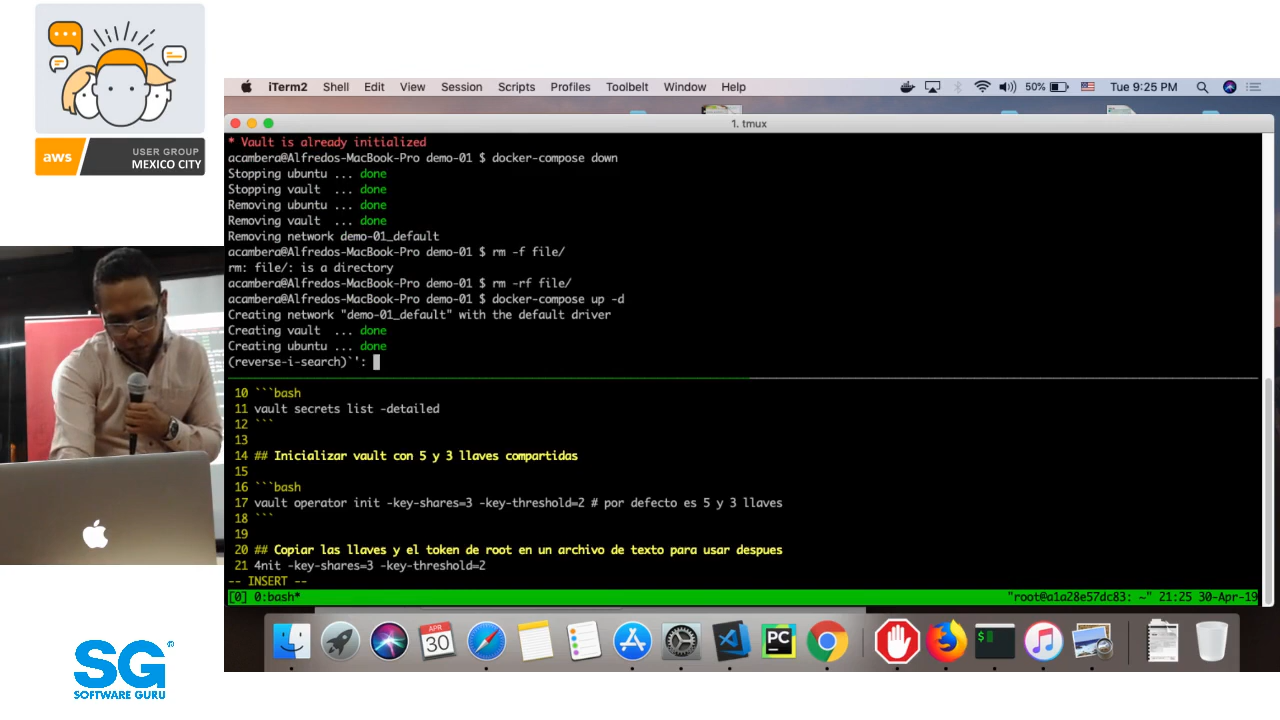 aws
USER GROUP
MEXICO CITY
iTerm2 Shell Edit View Session Scripts Profiles Toolbelt Window Help
50% Tue 9:25 PM
1. tmux
* Vault is already initialized
acambera@Alfredos-MacBook-Pro demo-01 $ docker-compose down
Stopping ubuntu ... done
Stopping vault  ... done
Removing ubuntu ... done
Removing vault  ... done
Removing network demo-01_default
acambera@Alfredos-MacBook-Pro demo-01 $ rm -f file/
rm: file/: is a directory
acambera@Alfredos-MacBook-Pro demo-01 $ rm -rf file/
acambera@Alfredos-MacBook-Pro demo-01 $ docker-compose up -d
Creating network "demo-01_default" with the default driver
Creating vault  ... done
Creating ubuntu ... done
(reverse-i-search)`':
10 ```bash
11 vault secrets list -detailed
12 ```
13
14 ## Inicializar vault con 5 y 3 llaves compartidas
15
16 ```bash
17 vault operator init -key-shares=3 -key-threshold=2 # por defecto es 5 y 3 llaves
18 ```
19
20 ## Copiar las llaves y el token de root en un archivo de texto para usar despues
21 4nit -key-shares=3 -key-threshold=2
-- INSERT --
[0] 0:bash* "root@a1a28e57dc83: ~" 21:25 30-Apr-19
APR
30
PC
$
SG®
SOFTWARE GURU